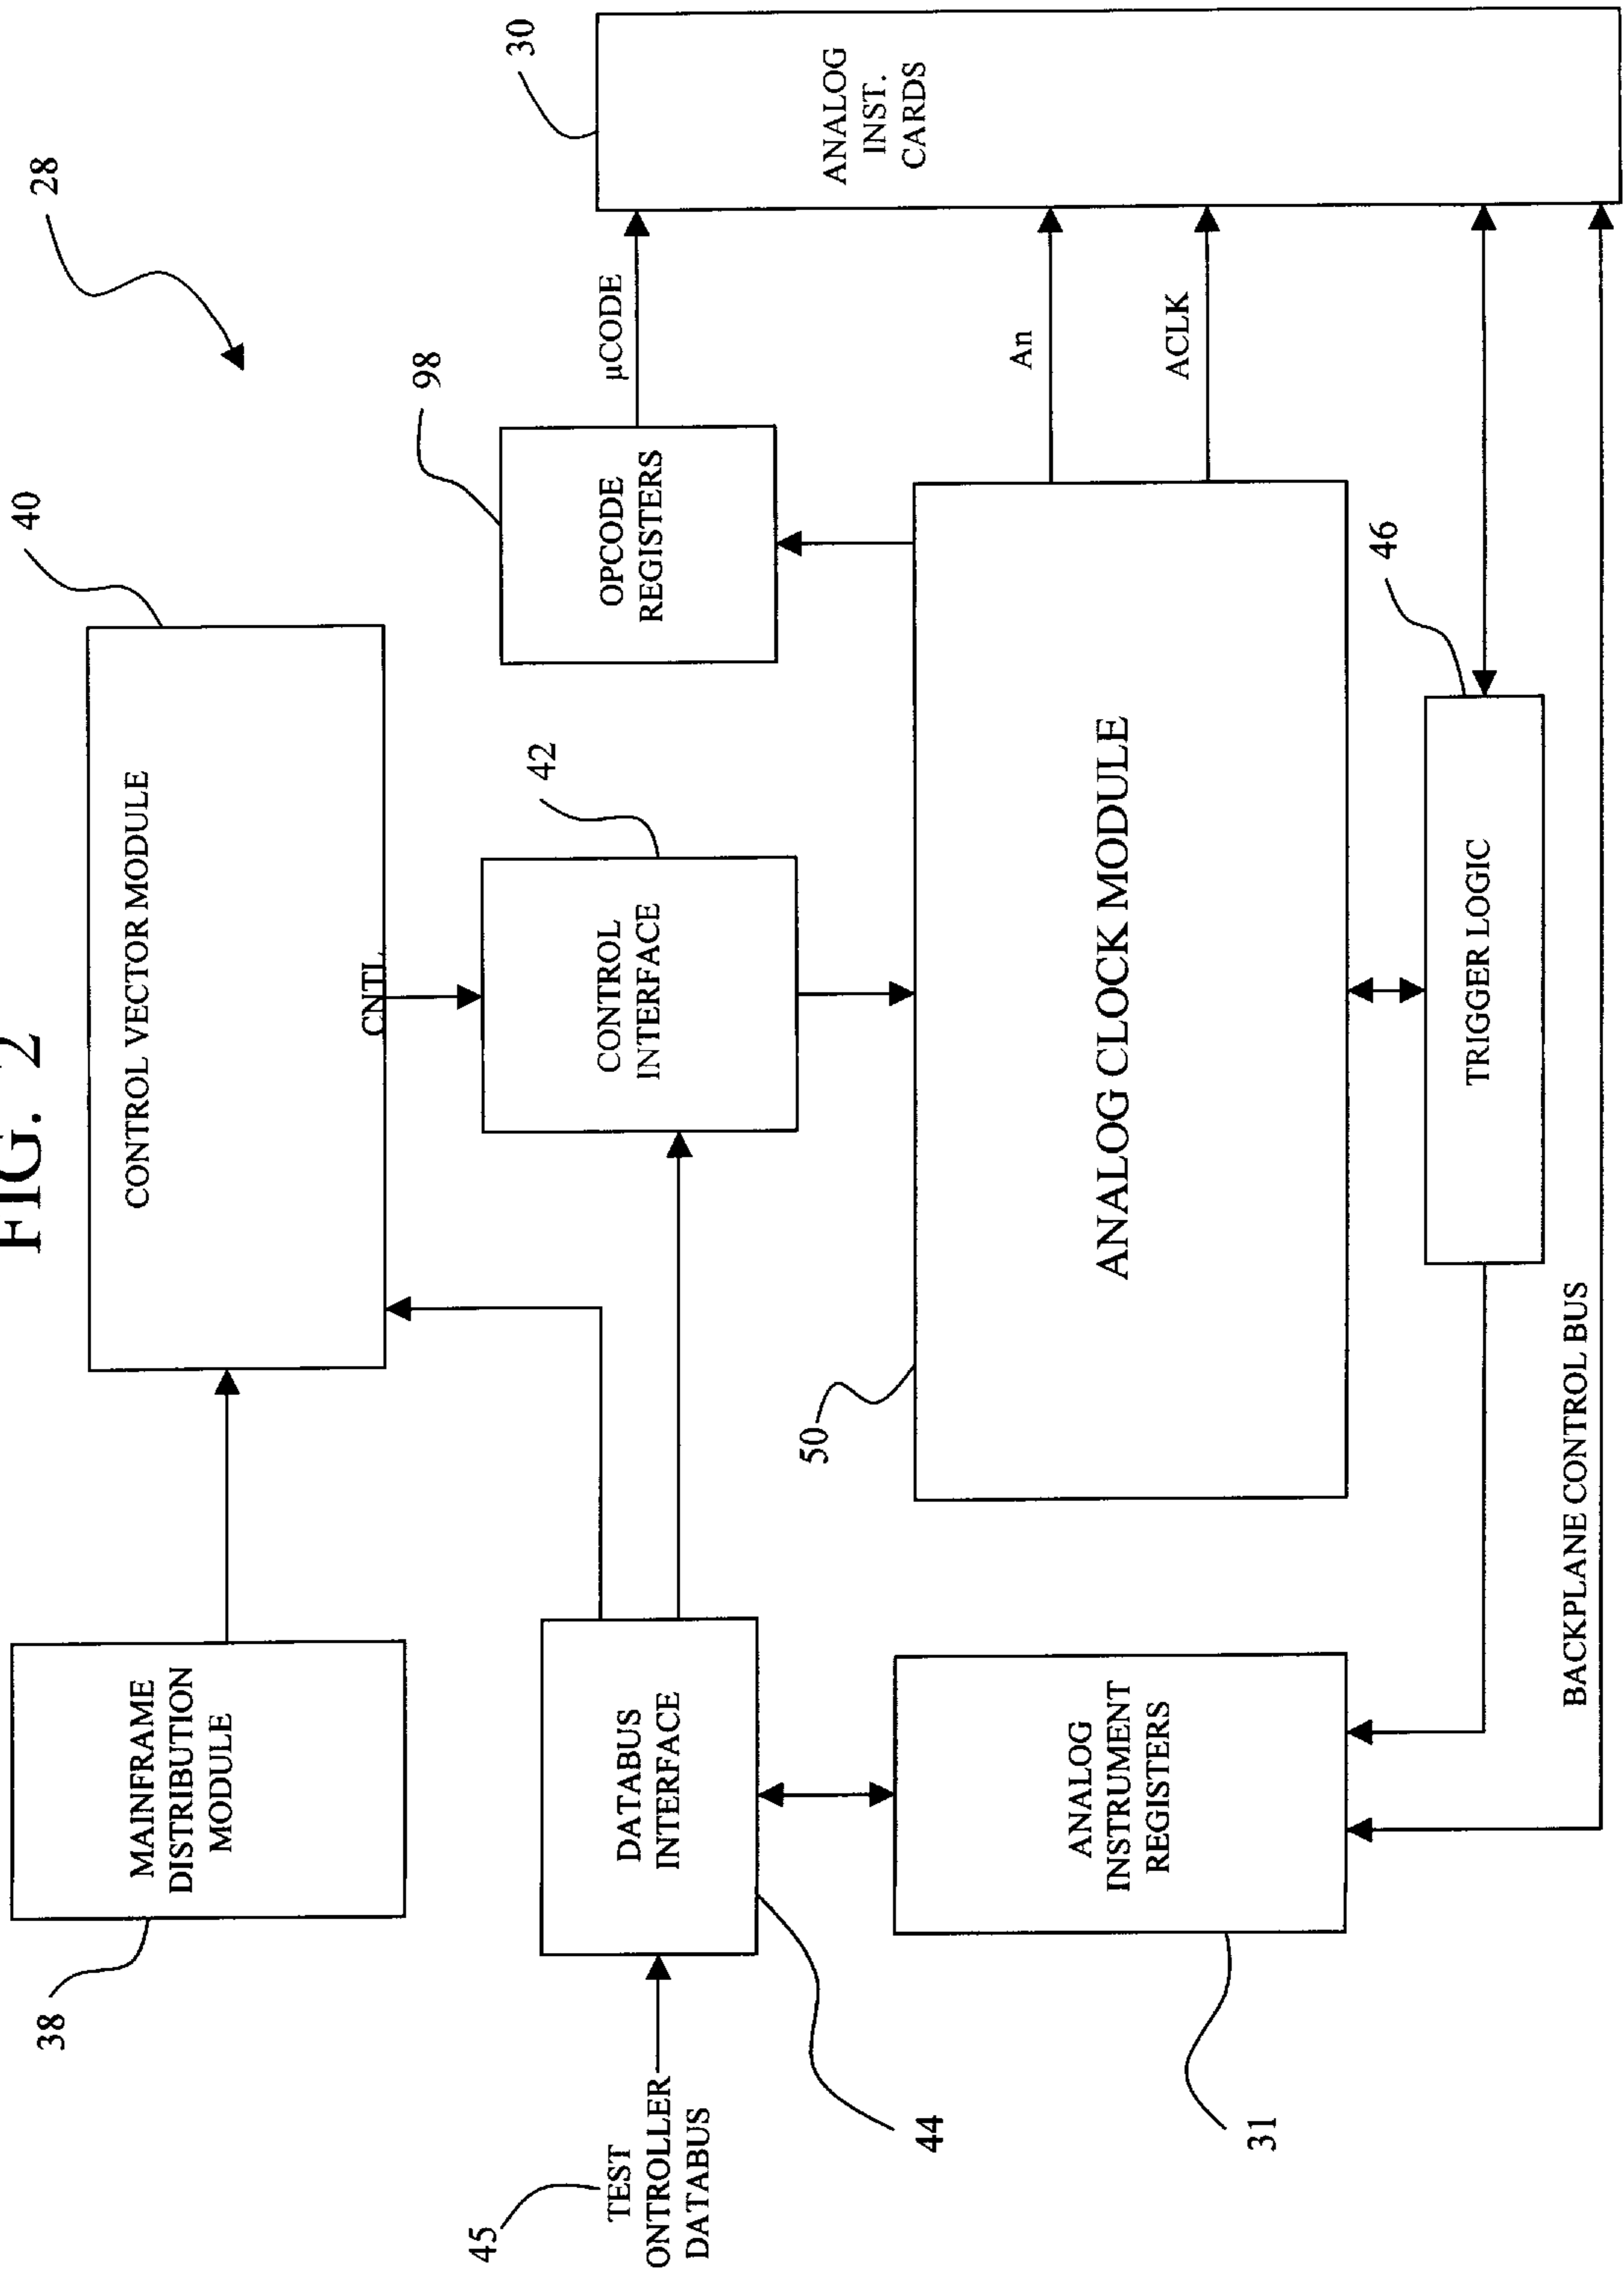 FIG. 2
28
38
MAINFRAME
DISTRIBUTION
MODULE
40
CONTROL VECTOR MODULE
CNTL
45
TEST
ONTROLLER
DATABUS
44
DATABUS
INTERFACE
42
CONTROL
INTERFACE
98
OPCODE
REGISTERS
µCODE
30
ANALOG
INST.
CARDS
31
ANALOG
INSTRUMENT
REGISTERS
50
ANALOG CLOCK MODULE
An
ACLK
46
TRIGGER LOGIC
BACKPLANE CONTROL BUS